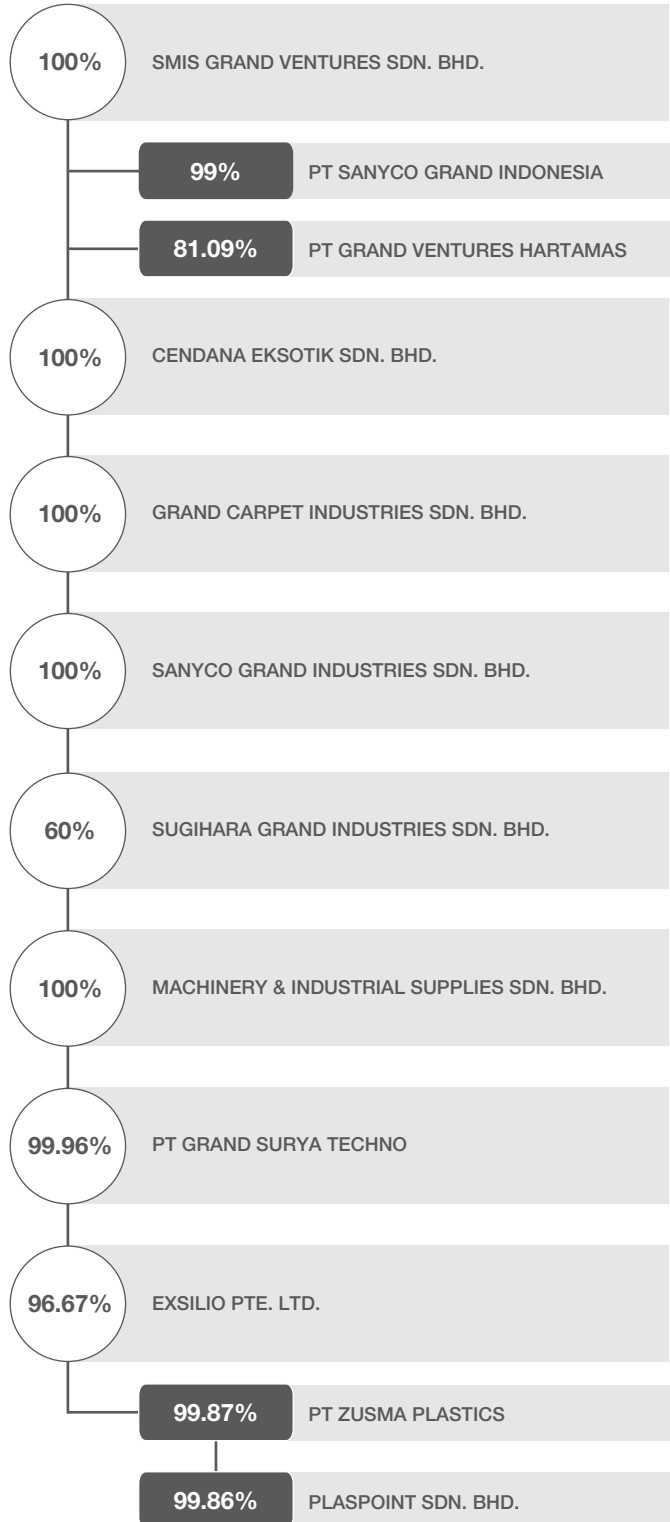 100% SMIS GRAND VENTURES SDN. BHD.
99% PT SANYCO GRAND INDONESIA
81.09% PT GRAND VENTURES HARTAMAS
100% CENDANA EKSOTIK SDN. BHD.
100% GRAND CARPET INDUSTRIES SDN. BHD.
100% SANYCO GRAND INDUSTRIES SDN. BHD.
60% SUGIHARA GRAND INDUSTRIES SDN. BHD.
100% MACHINERY & INDUSTRIAL SUPPLIES SDN. BHD.
99.96% PT GRAND SURYA TECHNO
96.67% EXSILIO PTE. LTD.
99.87% PT ZUSMA PLASTICS
99.86% PLASPOINT SDN. BHD.